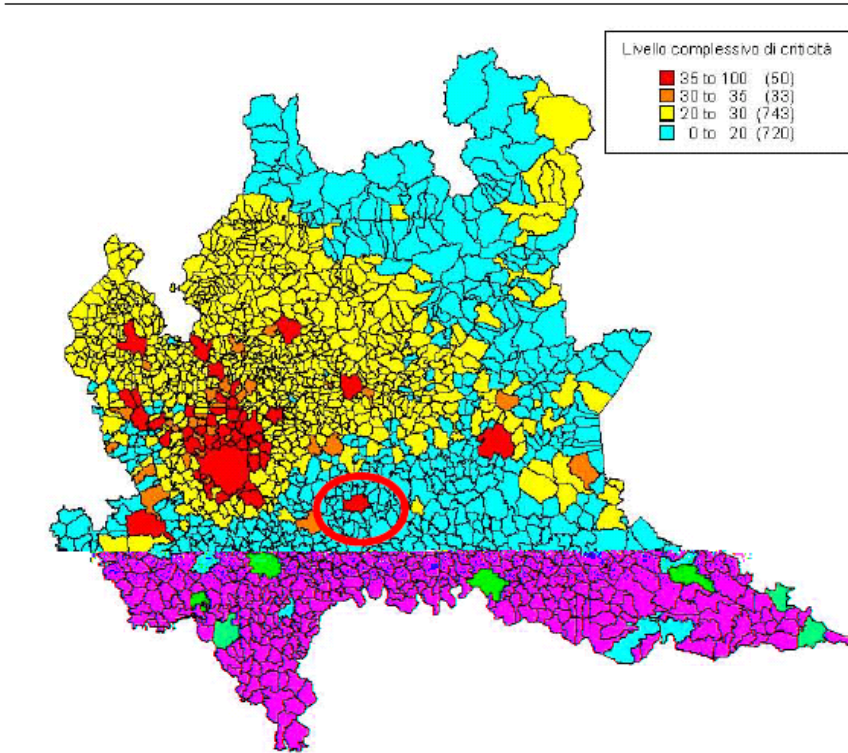 Livello complessivo di criticità
35 to 100 (50)
30 to 35 (33)
20 to 30 (743)
0 to 20 (720)